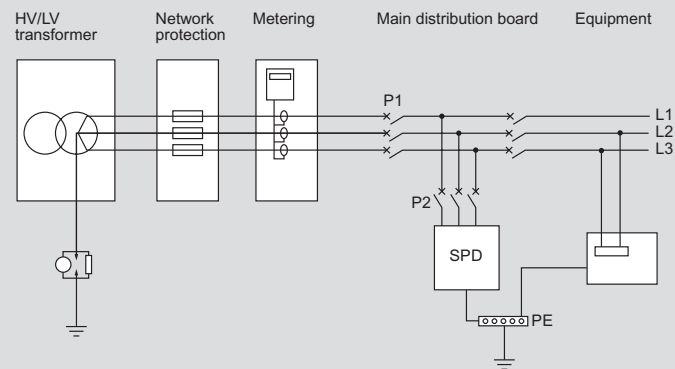 HV/LV
transformer
Network
protection
Metering
Main distribution board
Equipment
P1
L1
L2
L3
P2
SPD
PE